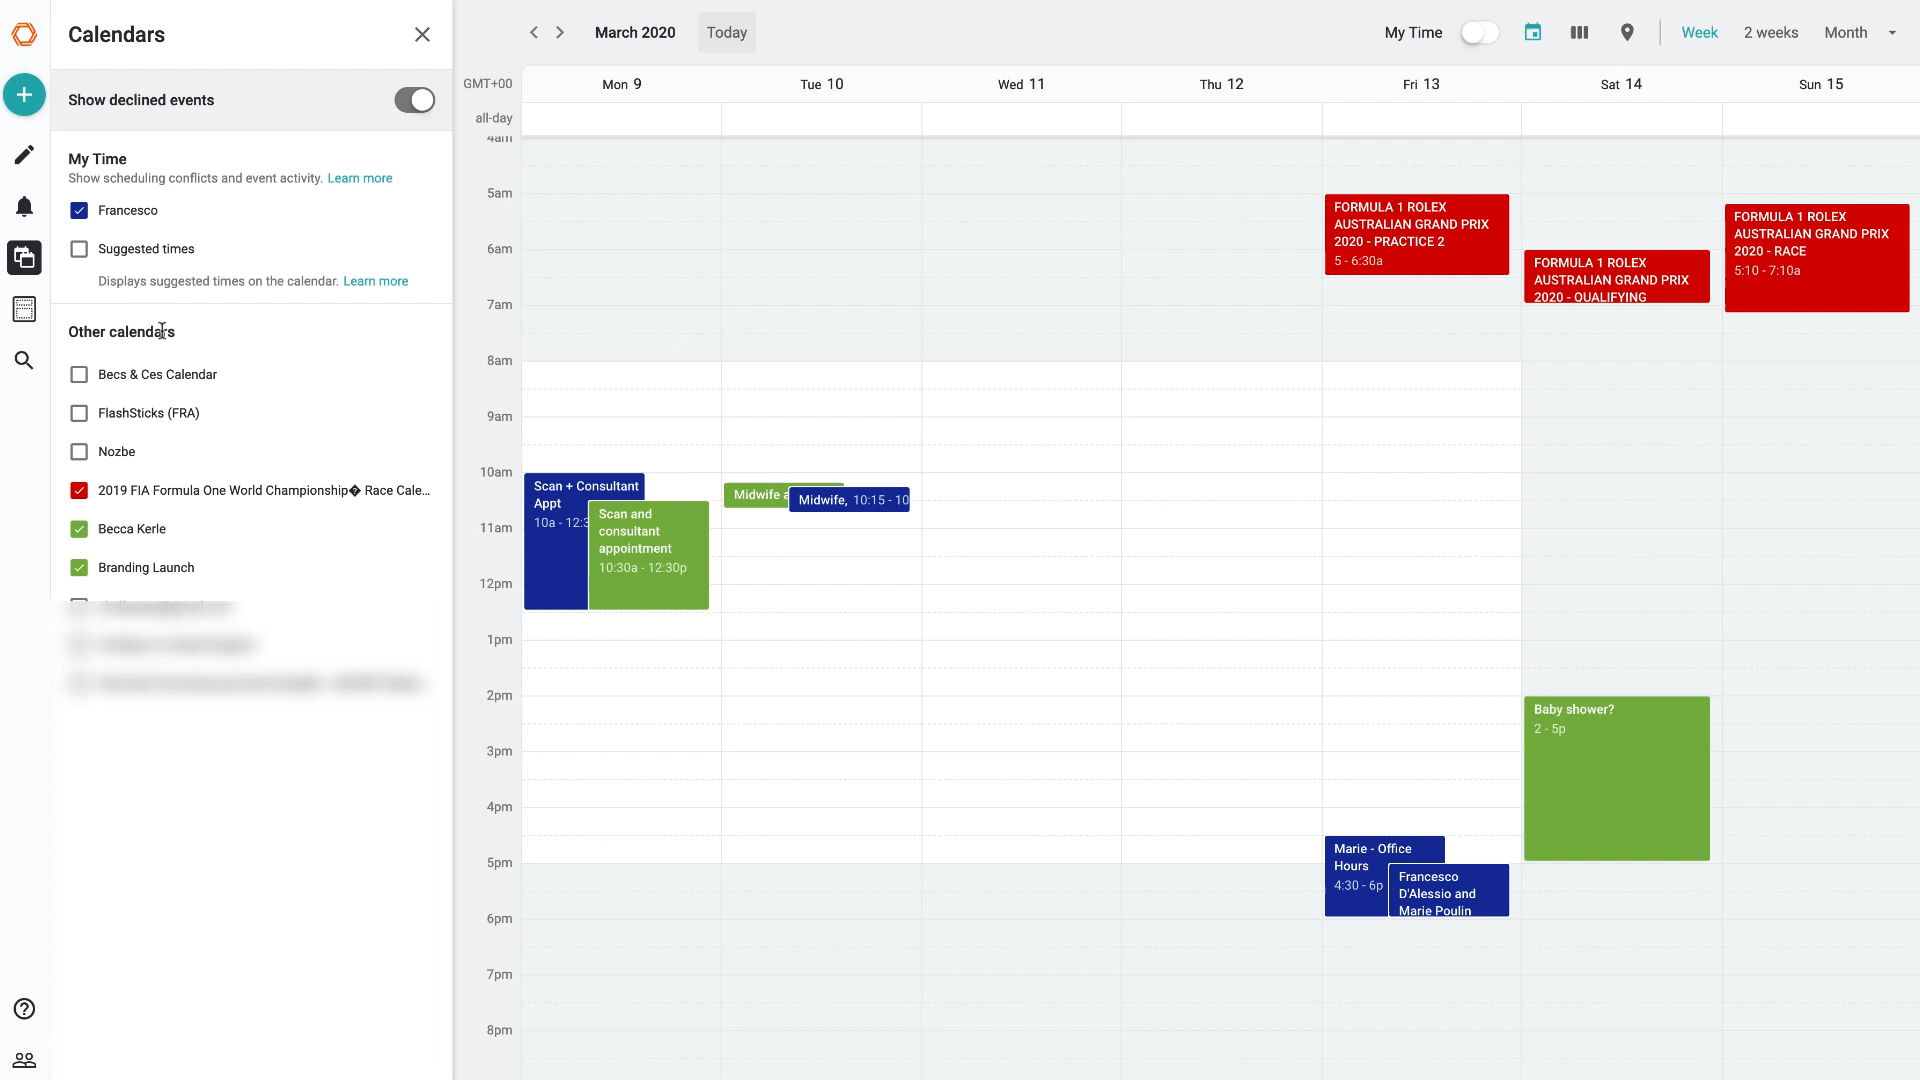 Calendars
Show declined events
My Time
Show scheduling conflicts and event activity. Learn more
Francesco
Suggested times
Displays suggested times on the calendar. Learn more
Other calendars
Becs & Ces Calendar
FlashSticks (FRA)
Nozbe
2019 FIA Formula One World Championship� Race Cale...
Becca Kerle
Branding Launch
March 2020
Today
My Time
Week
2 weeks
Month
GMT+00
Mon 9
Tue 10
Wed 11
Thu 12
Fri 13
Sat 14
Sun 15
all-day
4am
5am
6am
7am
8am
9am
10am
11am
12pm
1pm
2pm
3pm
4pm
5pm
6pm
7pm
8pm
Scan + Consultant
Appt
10a - 12:3
Scan and
consultant
appointment
10:30a - 12:30p
Midwife a
Midwife, 10:15 - 10
FORMULA 1 ROLEX
AUSTRALIAN GRAND PRIX
2020 - PRACTICE 2
5 - 6:30a
Marie - Office
Hours
4:30 - 6p
Francesco
D'Alessio and
Marie Poulin
FORMULA 1 ROLEX
AUSTRALIAN GRAND PRIX
2020 - QUALIFYING
Baby shower?
2 - 5p
FORMULA 1 ROLEX
AUSTRALIAN GRAND PRIX
2020 - RACE
5:10 - 7:10a